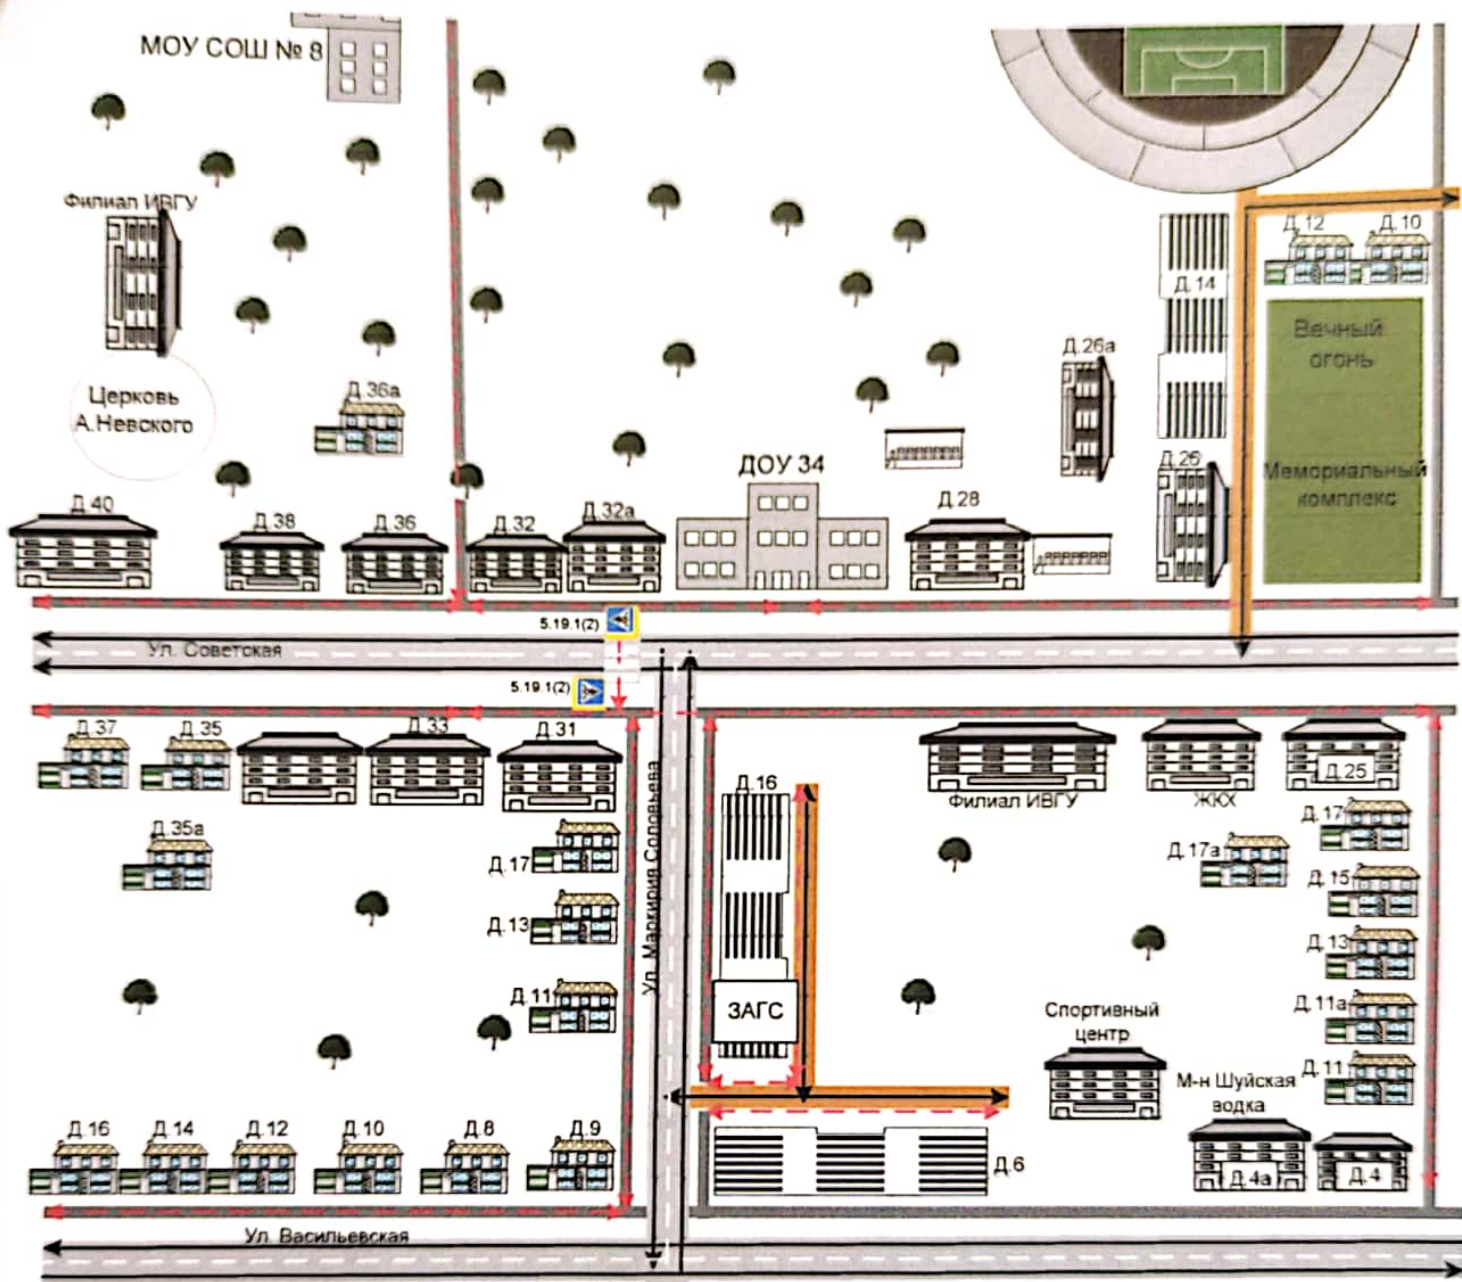 МОУ СОШ № 8
Филиал ИВГУ
Церковь
А.Невского
Д.36а
Д.12
Д.10
Д.14
Вечный
огонь
Д.26а
Д.26
Мемориальный
комплекс
Д.40
Д.38
Д.36
Д.32
Д.32а
ДОУ 34
Д.28
5.19.1(2)
Ул. Советская
5.19.1(2)
Д.37
Д.35
Д.33
Д.31
Филиал ИВГУ
ЖКХ
Д.25
Д.16
Д.35а
Д.17
Д.13
Д.11
Ул. Маркирия Соловьева
ЗАГС
Д.17
Д.17а
Д.15
Д.13
Д.11а
Д.11
Спортивный
центр
М-н Шуйская
водка
Д.16
Д.14
Д.12
Д.10
Д.8
Д.9
Д.6
Д.4а
Д.4
Ул. Васильевская